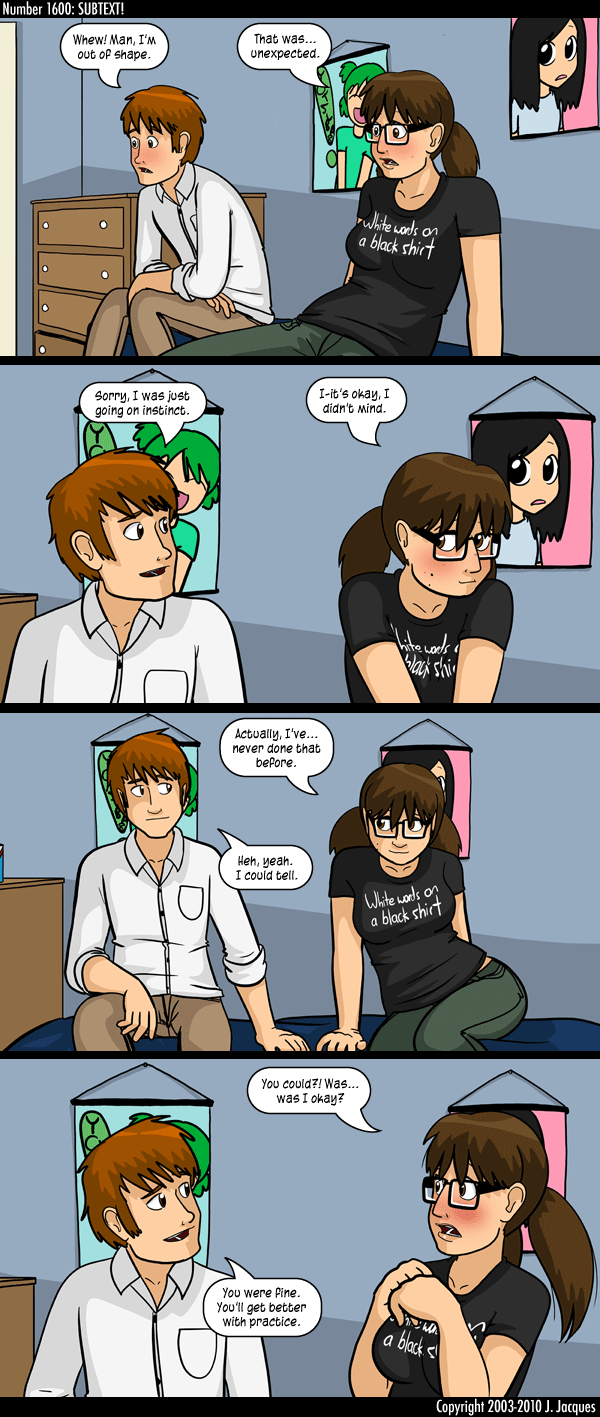 Number 1600: SUBTEXT!
Whew! Man, I'm
out of shape.
That was...
unexpected.
White words on
a black shirt
Sorry, I was just
going on instinct.
I-it's okay, I
didn't mind.
White words
black shi
Actually, I've...
never done that
before.
Heh, yeah.
I could tell.
White words on
a black shirt
You could?! Was...
was I okay?
You were fine.
You'll get better
with practice.
a black s
Copyright 2003-2010 J. Jacques